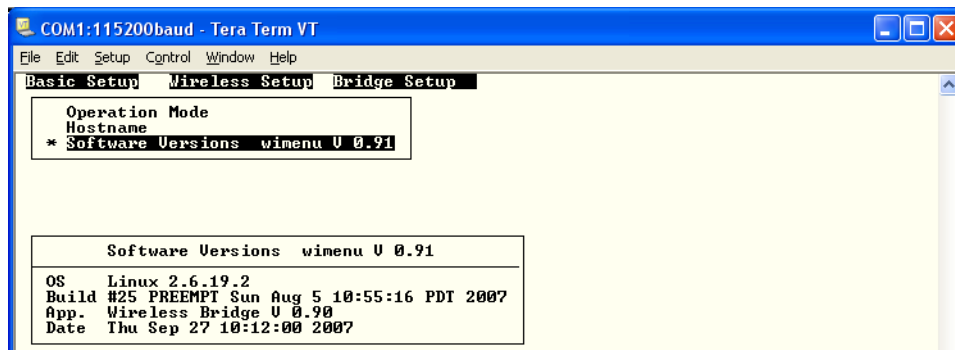 COM1:115200baud - Tera Term VT
File Edit Setup Control Window Help
Basic Setup Wireless Setup Bridge Setup
Operation Mode
Hostname
* Software Versions wimenu V 0.91
Software Versions wimenu V 0.91
OS Linux 2.6.19.2
Build #25 PREEMPT Sun Aug 5 10:55:16 PDT 2007
App. Wireless Bridge V 0.90
Date Thu Sep 27 10:12:00 2007